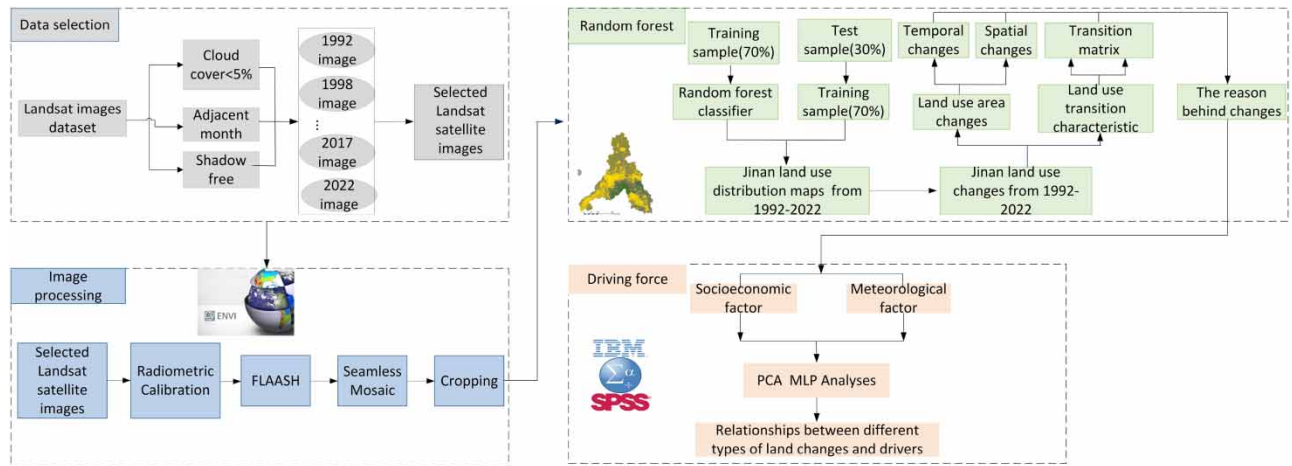 Data selection
Landsat images
dataset
Cloud
cover<5%
Adjacent
month
Shadow
free
1992
image
1998
image
⋮
2017
image
2022
image
Selected
Landsat
satellite
images
Image
processing
ENVI
Selected
Landsat
satellite
images
Radiometric
Calibration
FLAASH
Seamless
Mosaic
Cropping
Random forest
Training
sample(70%)
Test
sample(30%)
Temporal
changes
Spatial
changes
Transition
matrix
Random forest
classifier
Training
sample(70%)
Land use area
changes
Land use
transition
characteristic
The reason
behind changes
Jinan land use
distribution maps from
1992-2022
Jinan land use
changes from 1992-
2022
Driving force
Socioeconomic
factor
Meteorological
factor
IBM
Σα
+
SPSS
PCA MLP Analyses
Relationships between different
types of land changes and drivers